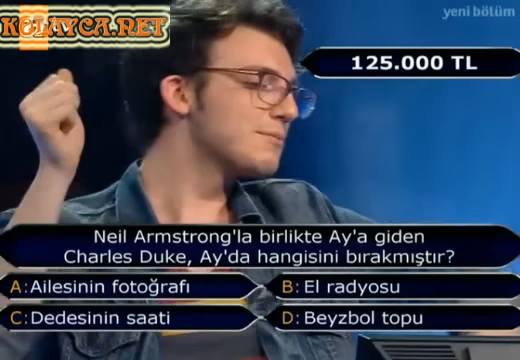 yeni bölüm
KOLAYCA.NET
125.000 TL
Neil Armstrong'la birlikte Ay'a giden
Charles Duke, Ay'da hangisini bırakmıştır?
A: Ailesinin fotoğrafı
B: El radyosu
C: Dedesinin saati
D: Beyzbol topu